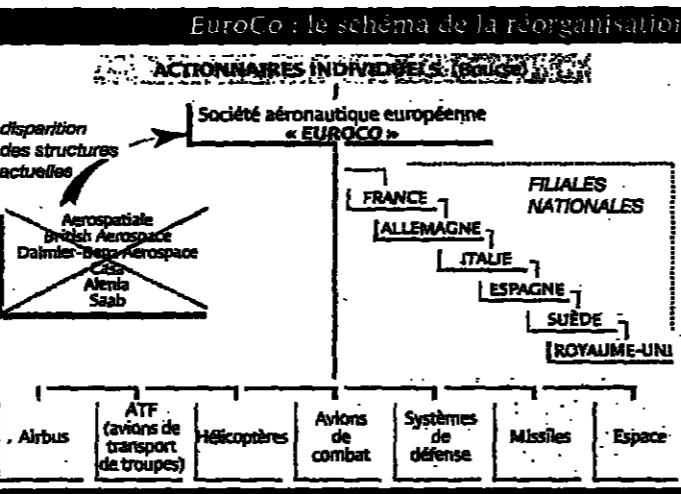 EuroCo : le schéma de la réorganisation
ACTIONNAIRES INDIVIDUELS (Bourse)
Société aéronautique européenne
« EUROCO »
disparition
des structures
actuelles
Aerospatiale
British Aerospace
Daimler-Benz Aerospace
Casa
Alenia
Saab
FILIALES
NATIONALES
FRANCE
ALLEMAGNE
ITALIE
ESPAGNE
SUÈDE
ROYAUME-UNI
Airbus
ATF
(avions de
transport
de troupes)
Hélicoptères
Avions
de
combat
Systèmes
de
défense
Missiles
Espace